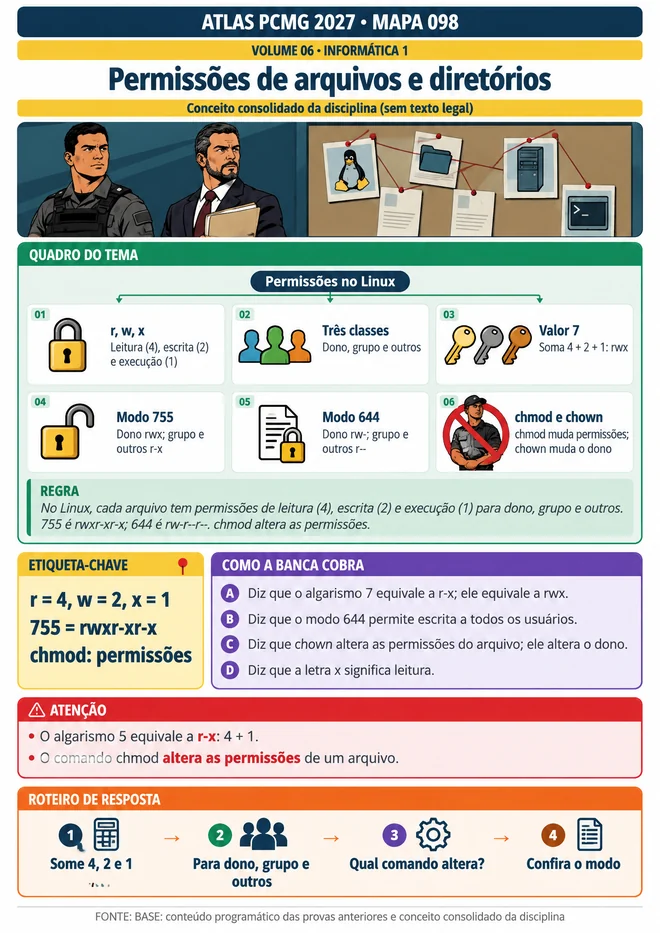 ATLAS PCMG 2027 • MAPA 098
VOLUME 06 • INFORMÁTICA 1
Permissões de arquivos e diretórios
Conceito consolidado da disciplina (sem texto legal)
>_
QUADRO DO TEMA
Permissões no Linux
01
r, w, x
Leitura (4), escrita (2)
e execução (1)
02
Três classes
Dono, grupo e outros
03
Valor 7
Soma 4 + 2 + 1: rwx
04
Modo 755
Dono rwx; grupo e
outros r-x
05
Modo 644
Dono rw-; grupo e
outros r--
06
chmod e chown
chmod muda permissões;
chown muda o dono
REGRA
No Linux, cada arquivo tem permissões de leitura (4), escrita (2) e execução (1) para dono, grupo e outros.
755 é rwxr-xr-x; 644 é rw-r--r--. chmod altera as permissões.
ETIQUETA-CHAVE
r = 4, w = 2, x = 1
755 = rwxr-xr-x
chmod: permissões
COMO A BANCA COBRA
A Diz que o algarismo 7 equivale a r-x; ele equivale a rwx.
B Diz que o modo 644 permite escrita a todos os usuários.
C Diz que chown altera as permissões do arquivo; ele altera o dono.
D Diz que a letra x significa leitura.
ATENÇÃO
• O algarismo 5 equivale a r-x: 4 + 1.
• O comando chmod altera as permissões de um arquivo.
ROTEIRO DE RESPOSTA
1
Some 4, 2 e 1
2
Para dono, grupo e
outros
3
Qual comando altera?
4
Confira o modo
FONTE: BASE: conteúdo programático das provas anteriores e conceito consolidado da disciplina